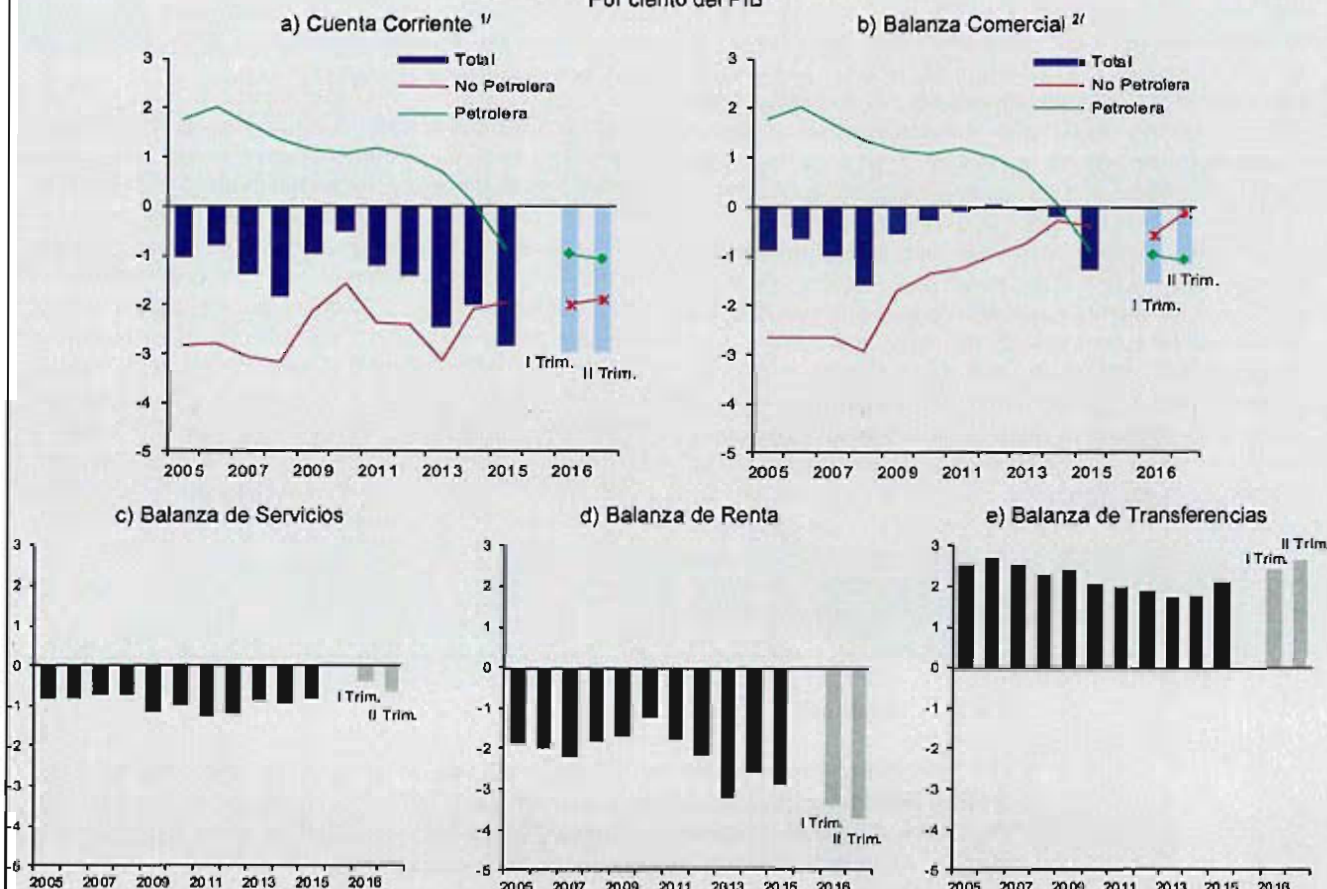 Por ciento del PIB
a) Cuenta Corriente 1/
3
2
1
0
-1
-2
-3
-4
-5
Total
No Petrolera
Petrolera
I Trim.
II Trim.
2005 2007 2009 2011 2013 2015 2016
b) Balanza Comercial 2/
3
2
1
0
-1
-2
-3
-4
-5
Total
No Petrolera
Petrolera
II Trim.
I Trim.
2005 2007 2009 2011 2013 2015 2016
c) Balanza de Servicios
3
2
1
0
-1
-2
-3
-4
I Trim.
II Trim.
2005 2007 2009 2011 2013 2015 2016
d) Balanza de Renta
3
2
1
0
-1
-2
-3
-4
-5
I Trim.
II Trim.
2005 2007 2009 2011 2013 2015 2016
e) Balanza de Transferencias
3
2
1
0
-1
-2
-3
-4
-5
I Trim.
II Trim.
2005 2007 2009 2011 2013 2015 2016